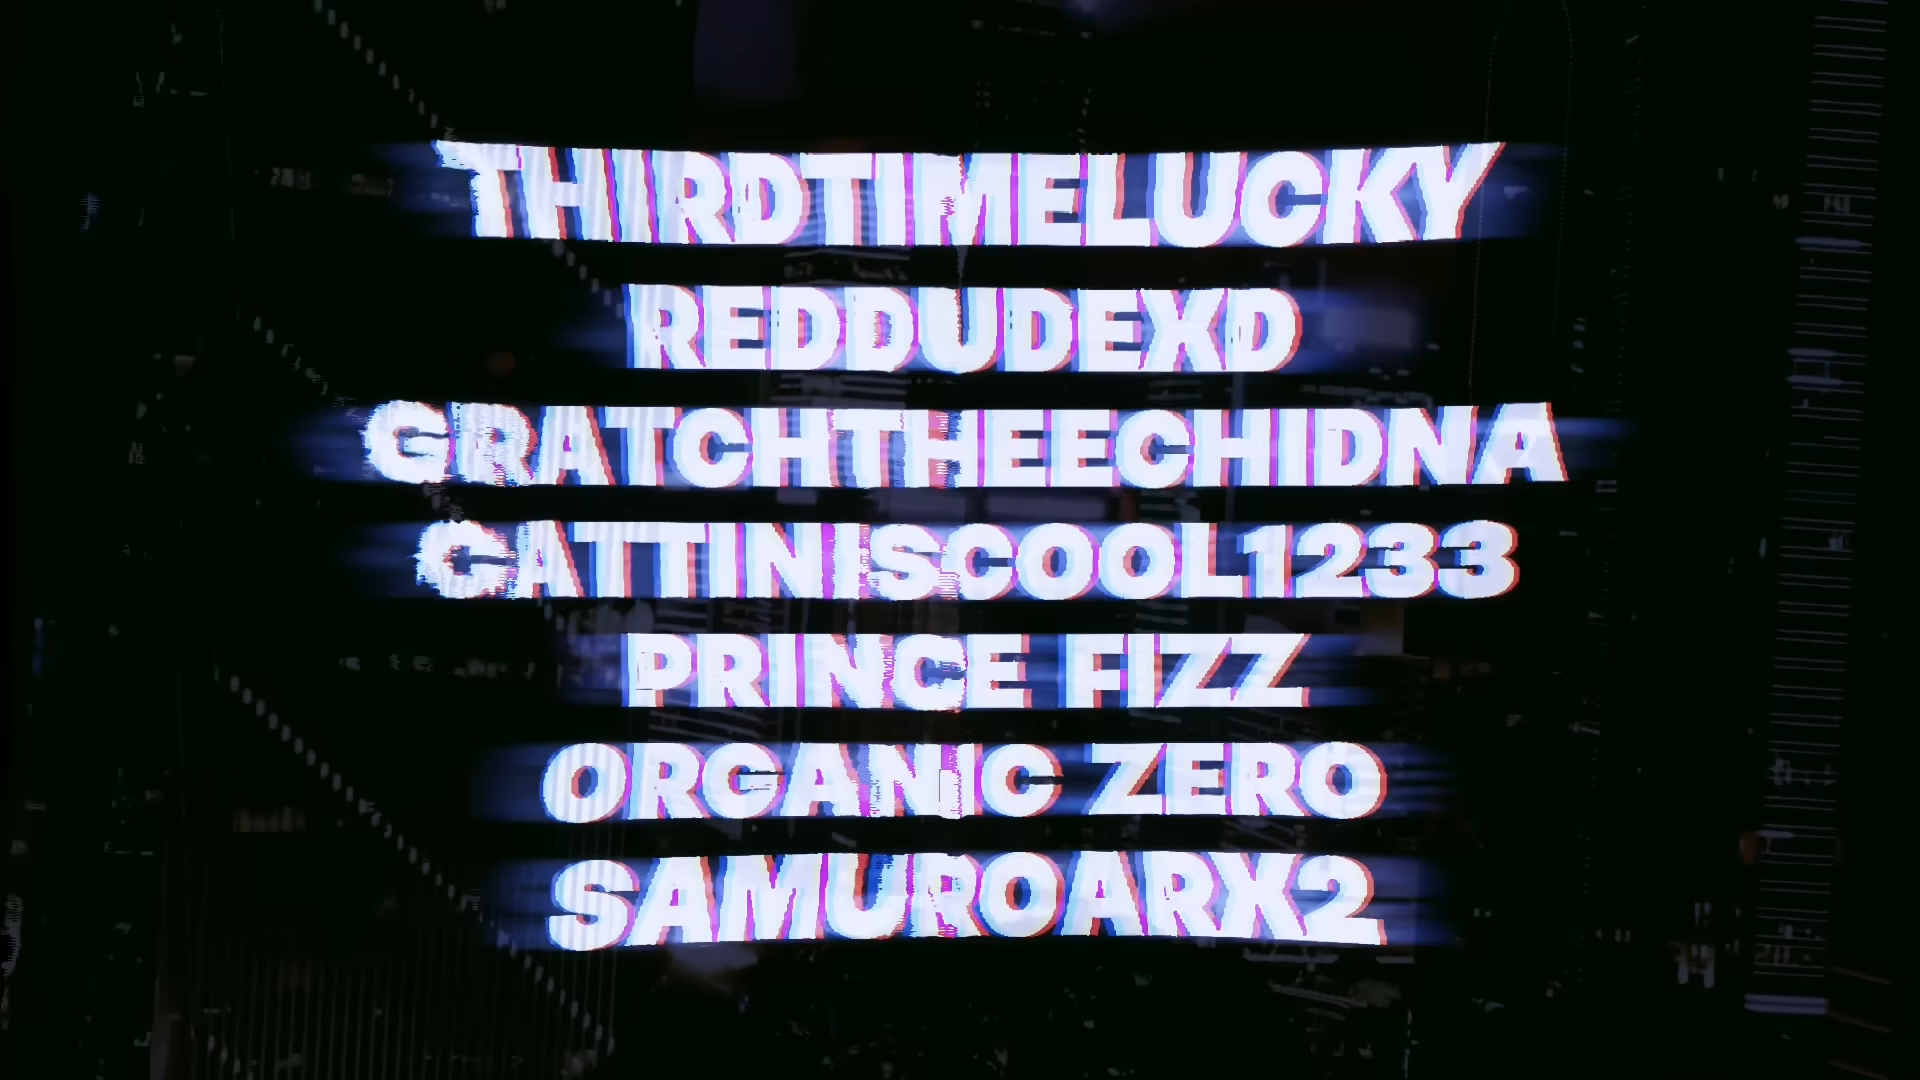 THIRDTIMELUCKY
REDDUDEXD
GRATCHTHEECHIDNA
CATTINISCOOL1233
PRINCE FIZZ
ORGANIC ZERO
SAMUROARX2